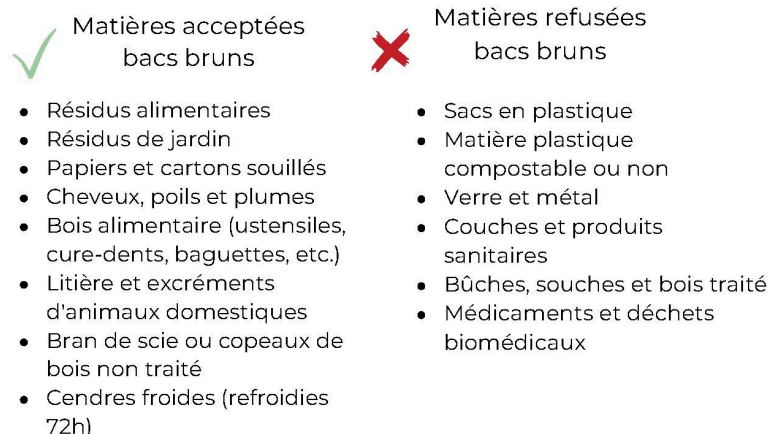 Matières acceptées
bacs bruns
• Résidus alimentaires
• Résidus de jardin
• Papiers et cartons souillés
• Cheveux, poils et plumes
• Bois alimentaire (ustensiles,
cure-dents, baguettes, etc.)
• Litière et excréments
d'animaux domestiques
• Bran de scie ou copeaux de
bois non traité
• Cendres froides (refroidies
72h)
Matières refusées
bacs bruns
• Sacs en plastique
• Matière plastique
compostable ou non
• Verre et métal
• Couches et produits
sanitaires
• Bûches, souches et bois traité
• Médicaments et déchets
biomédicaux